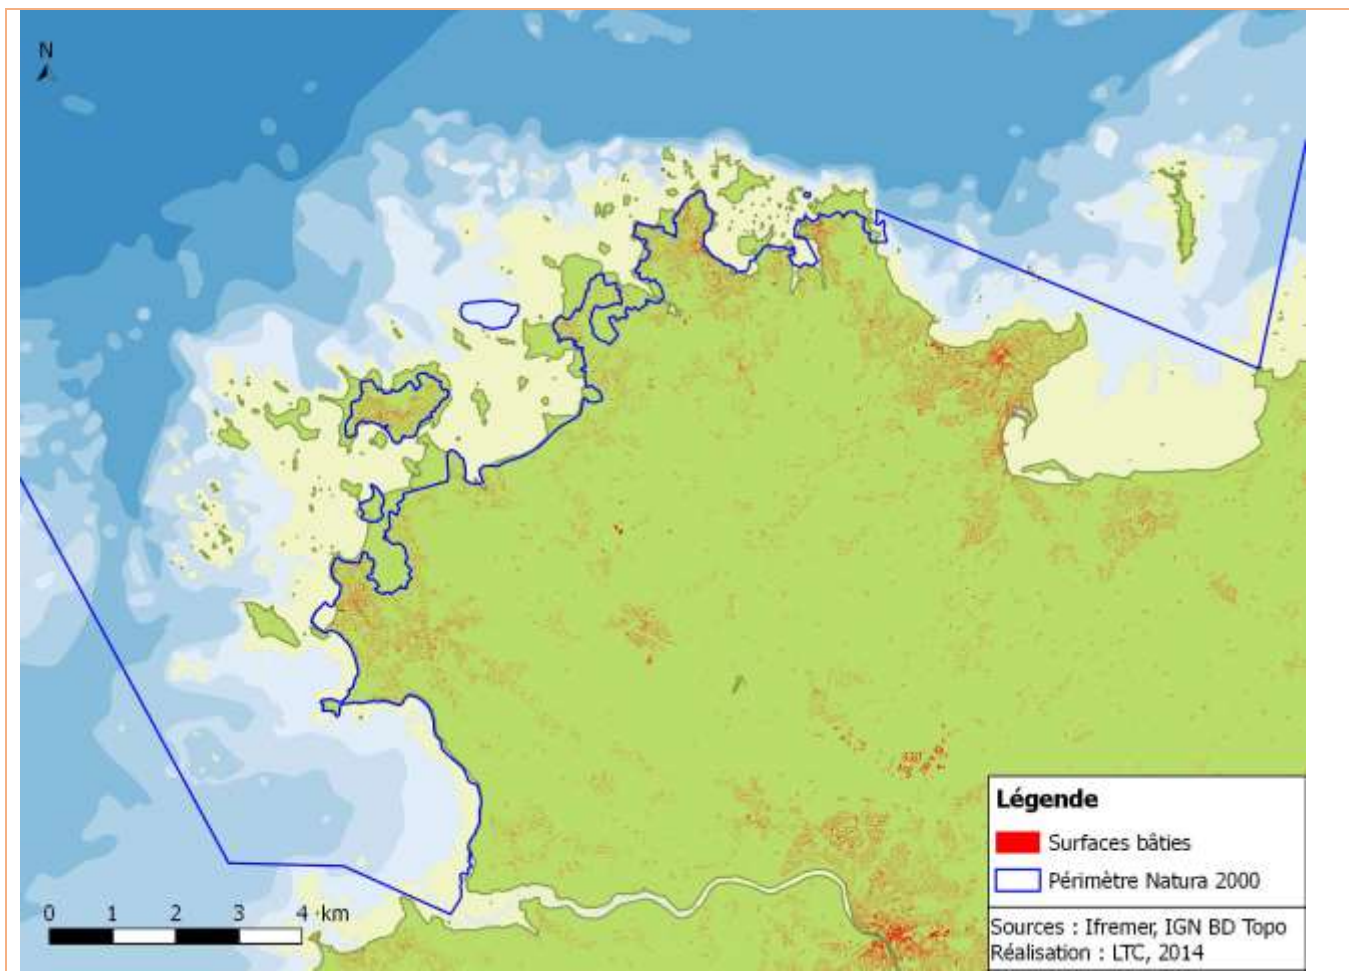 N
Légende
Surfaces bâties
Périmètre Natura 2000
0 1 2 3 4 km
Sources : Ifremer, IGN BD Topo
Réalisation : LTC, 2014